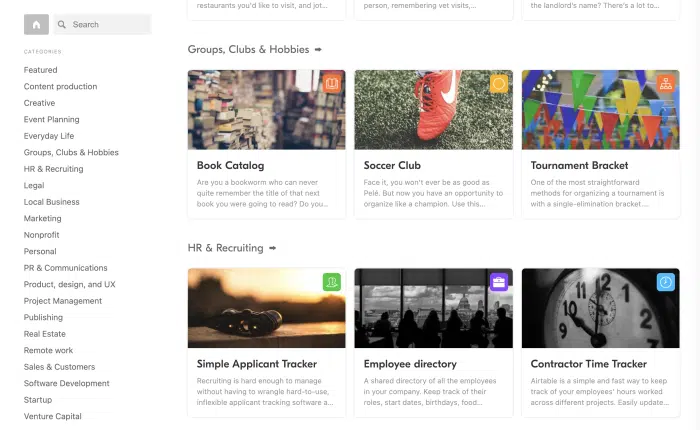 Search
CATEGORIES
Featured
Content production
Creative
Event Planning
Everyday Life
Groups, Clubs & Hobbies
HR & Recruiting
Legal
Local Business
Marketing
Nonprofit
Personal
PR & Communications
Product, design, and UX
Project Management
Publishing
Real Estate
Remote work
Sales & Customers
Software Development
Startup
Venture Capital
restaurants you'd like to visit, and jot...
person, remembering vet visits,...
the landlord's name? There's a lot to...
Groups, Clubs & Hobbies
Book Catalog
Are you a bookworm who can never
quite remember the title of that next
book you were going to read? Do you...
Soccer Club
Face it, you won't ever be as good as
Pelé. But now you have an opportunity to
organize like a champion. Use this...
Tournament Bracket
One of the most straightforward
methods for organizing a tournament is
with a single-elimination bracket....
HR & Recruiting
Simple Applicant Tracker
Recruiting is hard enough to manage
without having to wrangle hard-to-use,
inflexible applicant tracking software a...
Employee directory
A shared directory of all the employees
in your company. Keep track of their
roles, start dates, birthdays, food...
Contractor Time Tracker
Airtable is a simple and fast way to keep
track of your employees' hours worked
across different projects. Easily update...